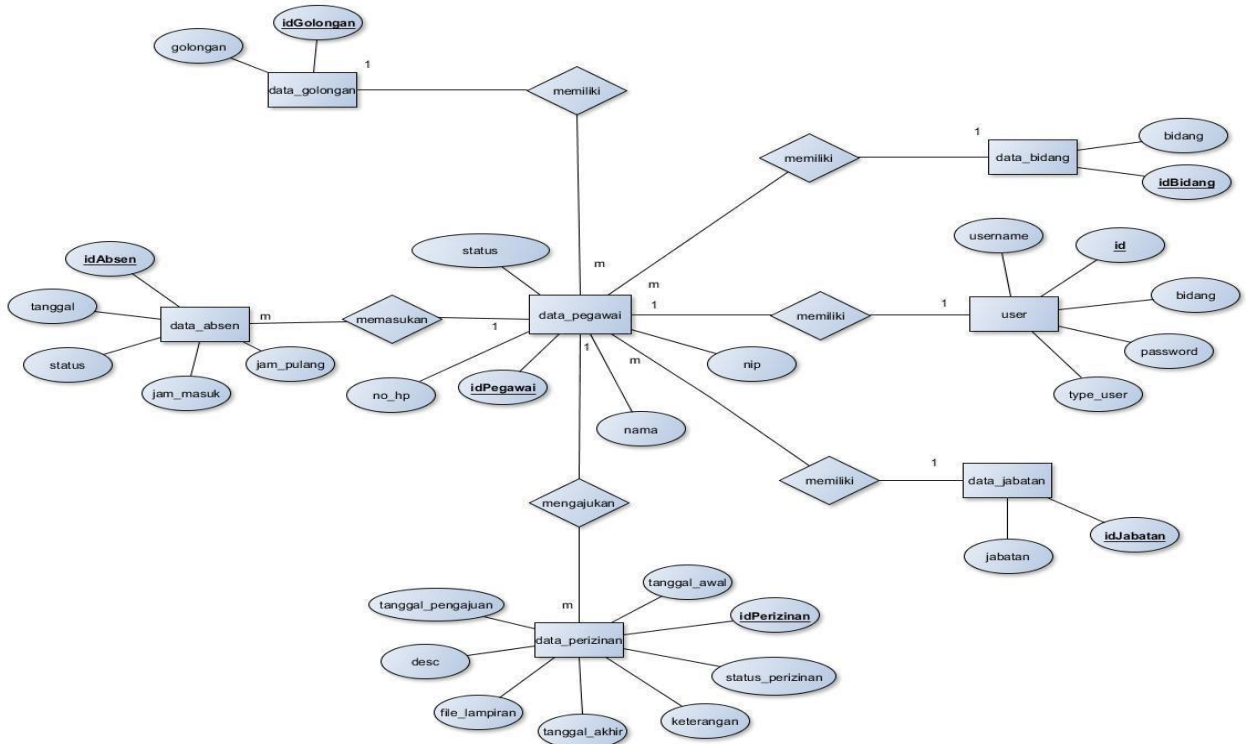 idGolongan
golongan
1
data_golongan
memiliki
bidang
1
memiliki
data_bidang
idBidang
username
id
status
idAbsen
m
m
bidang
tanggal
m
memasukan
1
data_pegawai
1
memiliki
1
user
data_absen
1
m
password
status
jam_pulang
nip
jam_masuk
no_hp
idPegawai
type_user
nama
1
memiliki
data_jabatan
mengajukan
idJabatan
jabatan
tanggal_awal
tanggal_pengajuan
m
idPerizinan
data_perizinan
desc
status_perizinan
file_lampiran
keterangan
tanggal_akhir